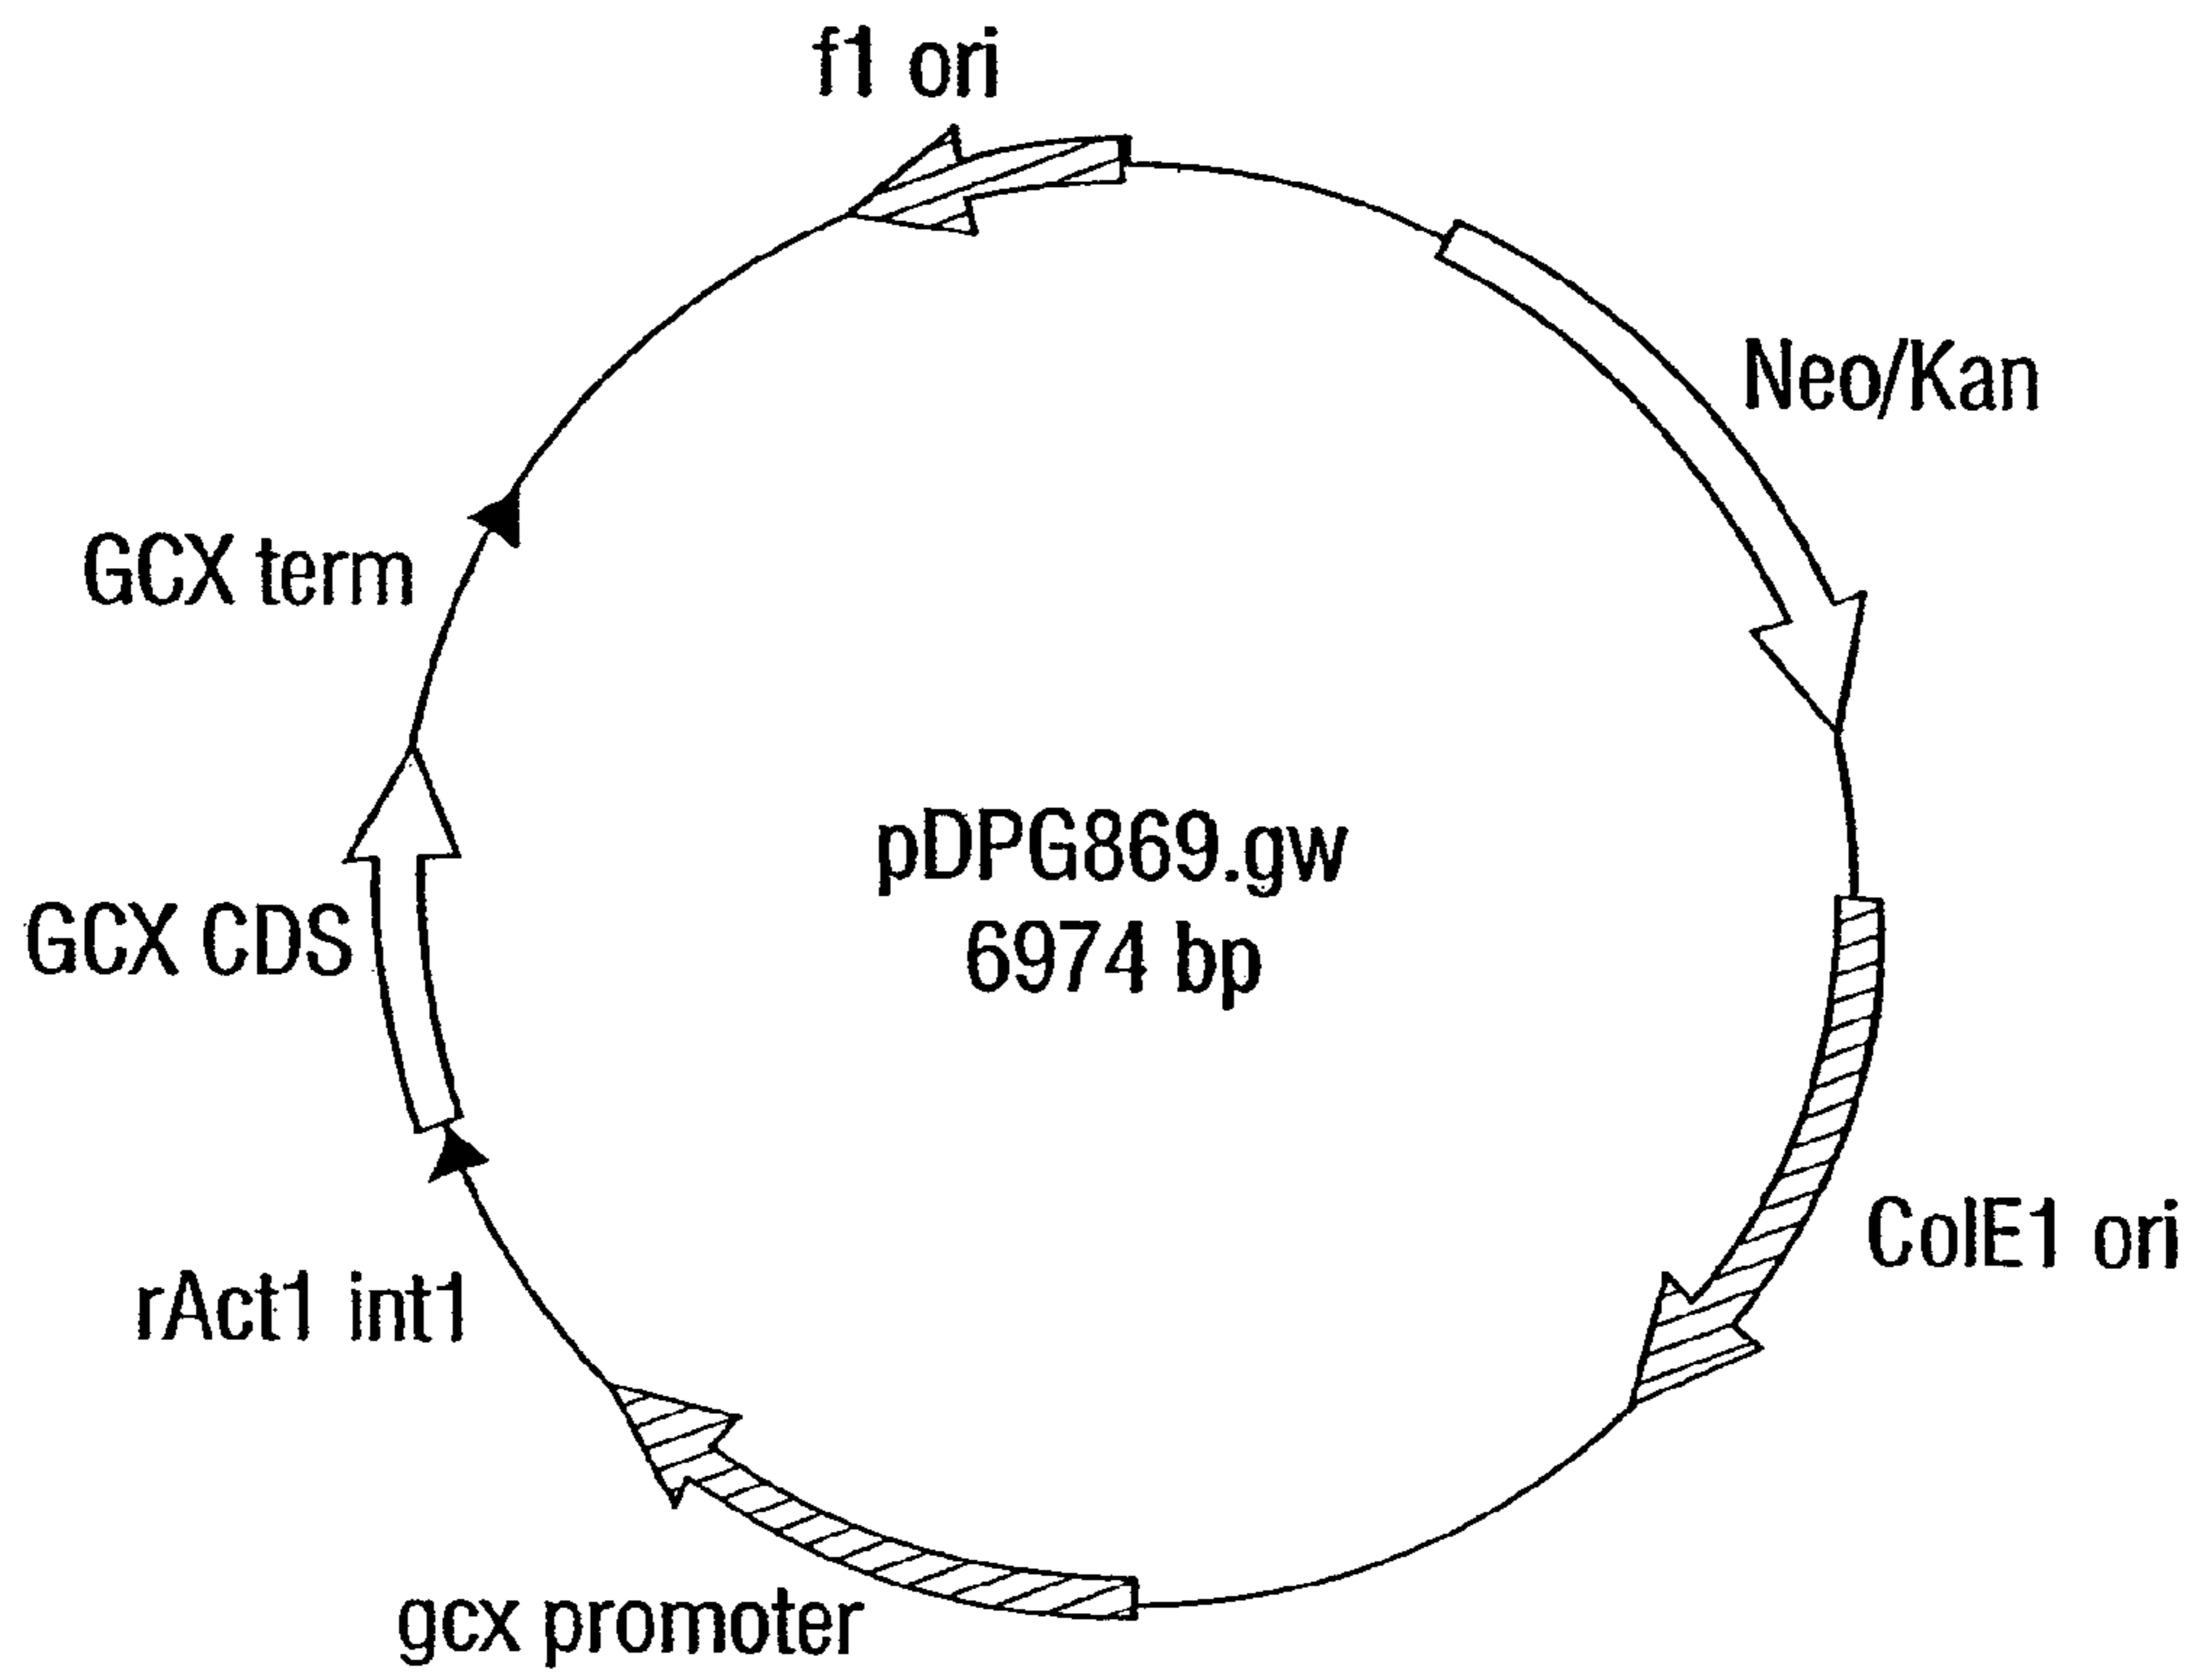 f1 ori
Neo/Kan
GCX term
pDPG869.gw
6974 bp
GCX CDS
ColE1 ori
rAct1 int1
gcx promoter